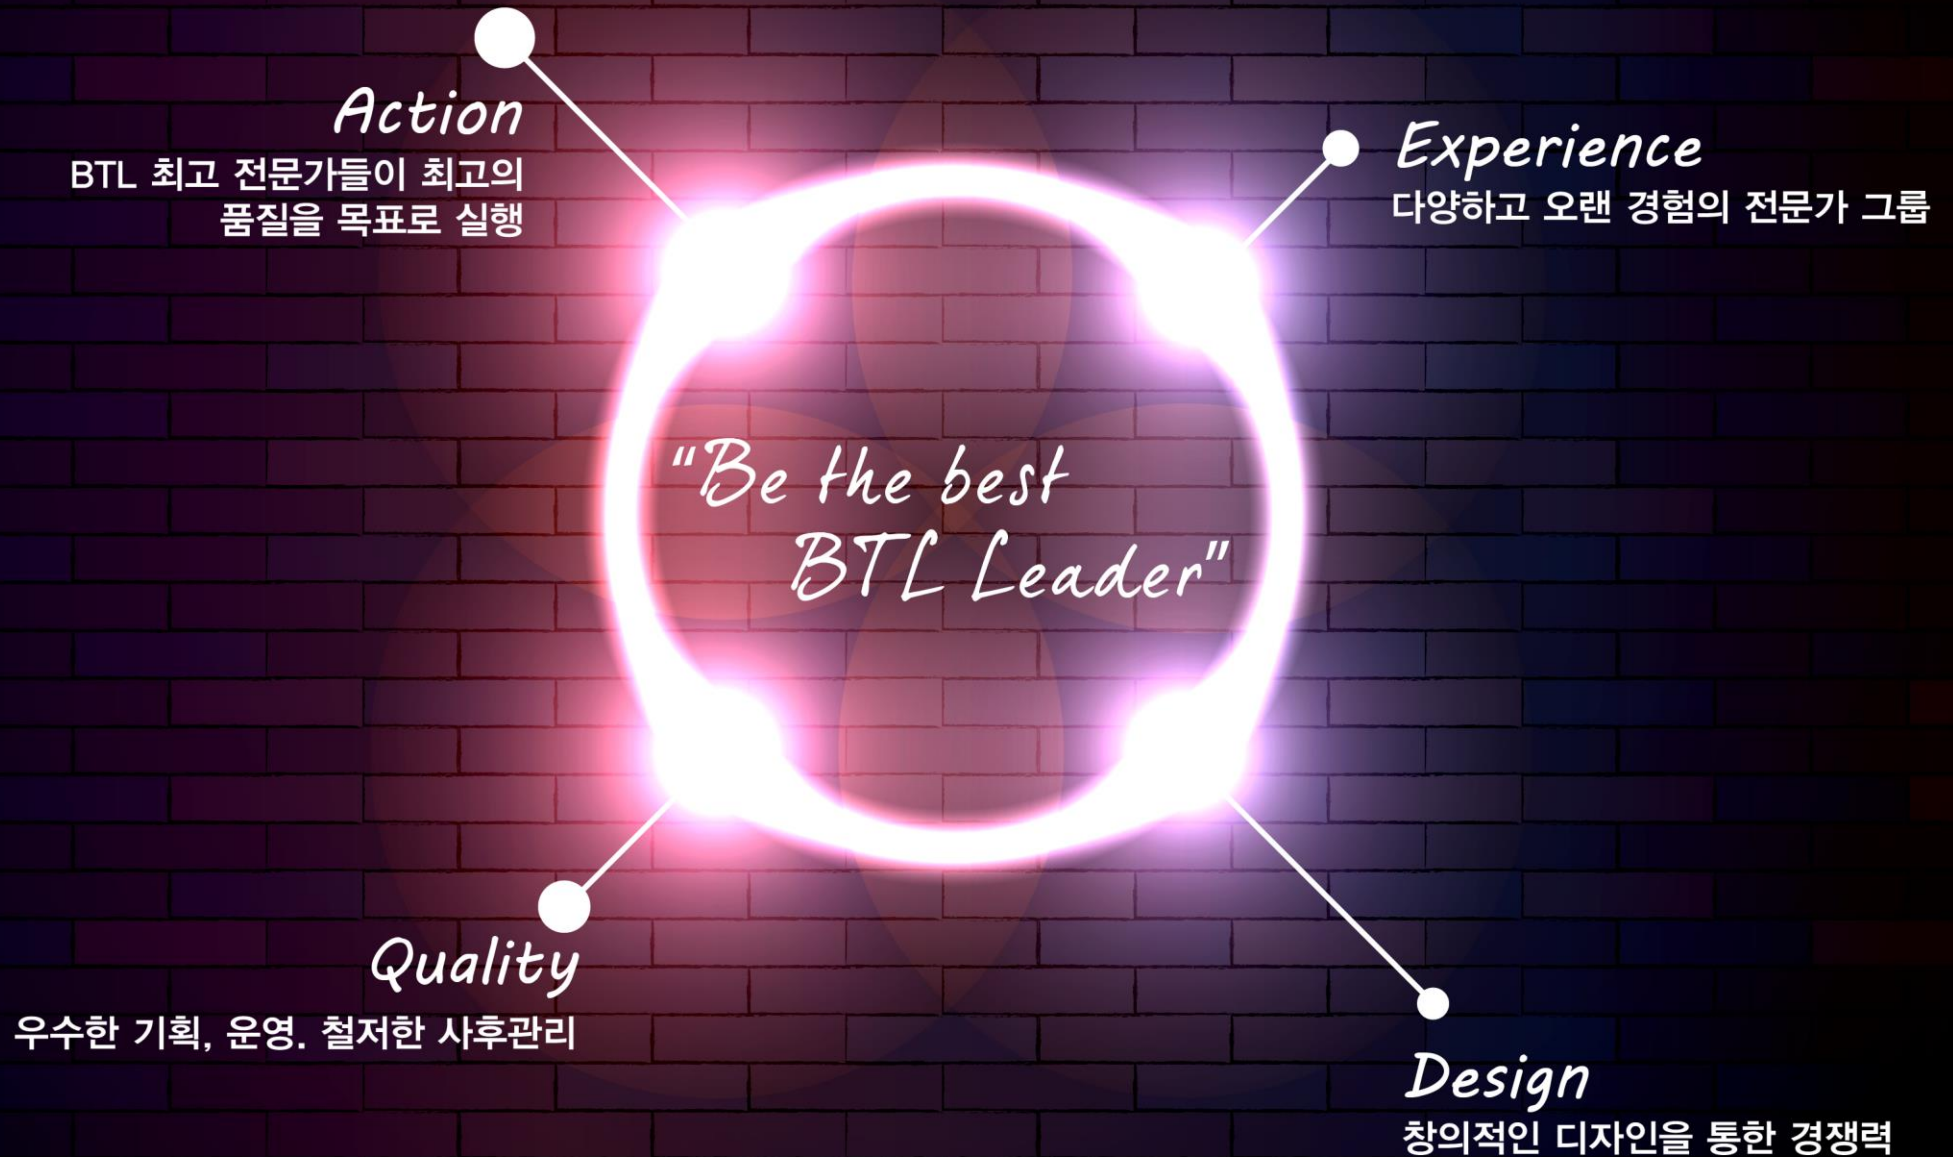 Action
BTL 최고 전문가들이 최고의
품질을 목표로 실행
Experience
다양하고 오랜 경험의 전문가 그룹
"Be the best
BTL Leader"
Quality
우수한 기획, 운영. 철저한 사후관리
Design
창의적인 디자인을 통한 경쟁력